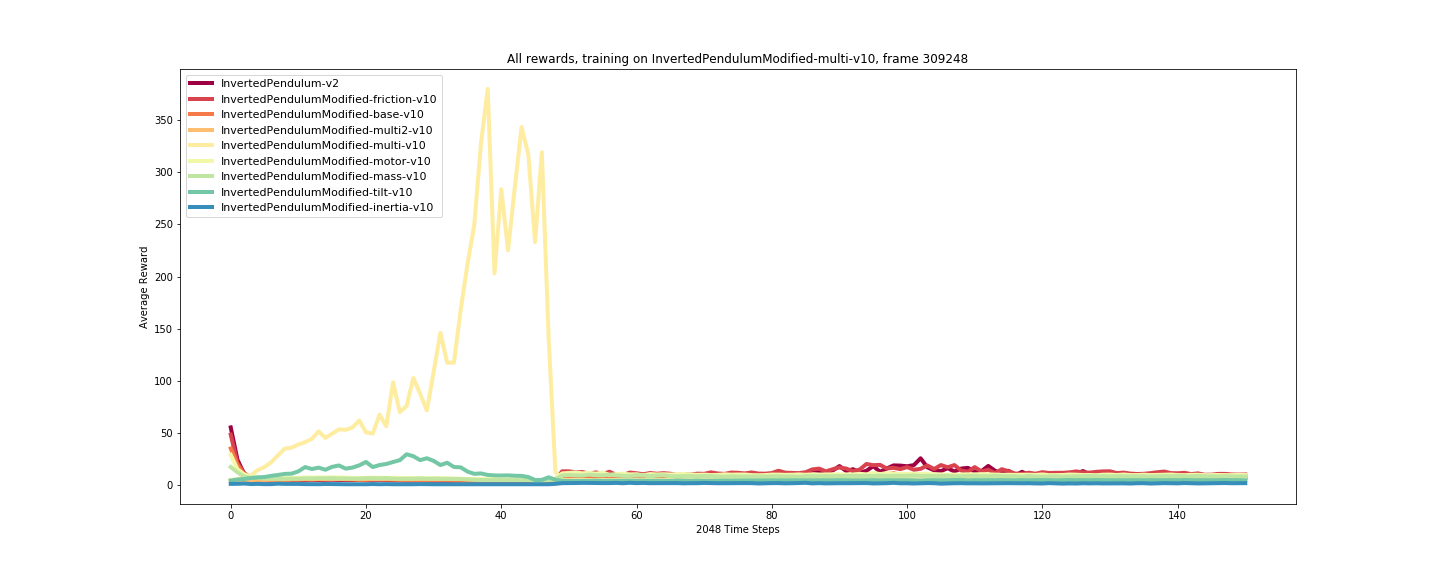 All rewards, training on InvertedPendulumModified-multi-v10, frame 309248
InvertedPendulum-v2
InvertedPendulumModified-friction-v10
InvertedPendulumModified-base-v10
InvertedPendulumModified-multi2-v10
InvertedPendulumModified-multi-v10
InvertedPendulumModified-motor-v10
InvertedPendulumModified-mass-v10
InvertedPendulumModified-tilt-v10
InvertedPendulumModified-inertia-v10
350
300
250
200
150
100
50
0
Average Reward
0 20 40 60 80 100 120 140
2048 Time Steps